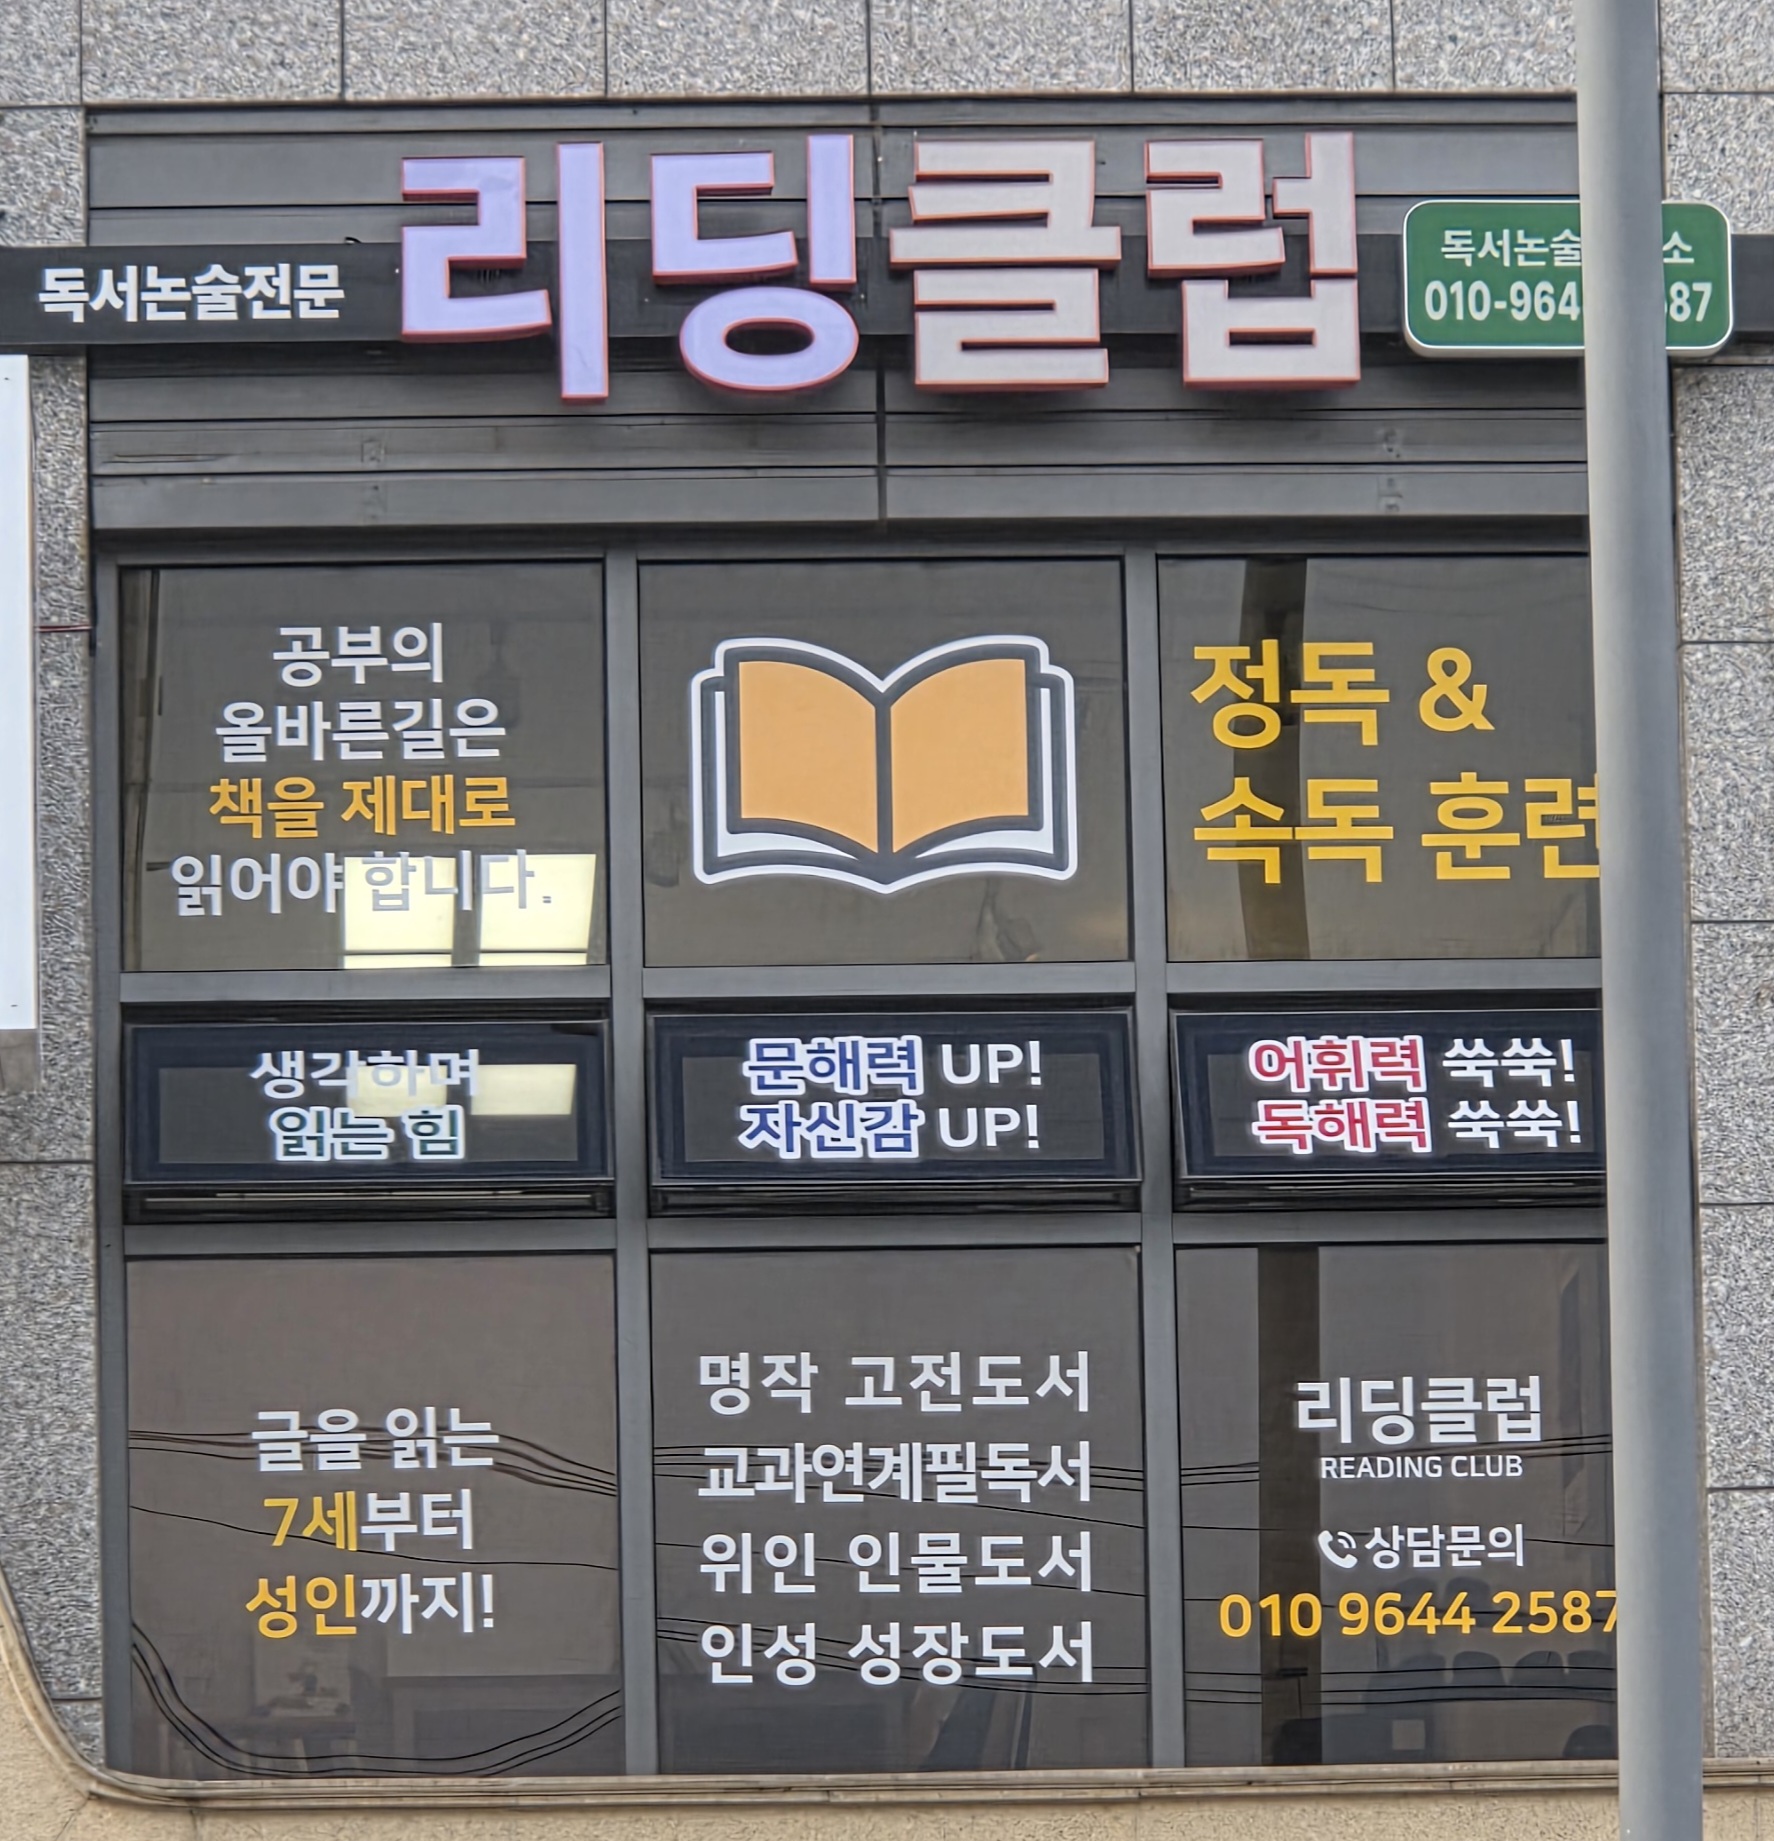 독서논술전문
리딩클럽
독서논술
010-964
587
공부의
올바른길은
책을 제대로
읽어야 합니다.
정독 &
속독 훈련
생각하며
읽는 힘
문해력 UP!
자신감 UP!
어휘력 쑥쑥!
독해력 쑥쑥!
글을 읽는
7세부터
성인까지!
명작 고전도서
교과연계필독서
위인 인물도서
인성 성장도서
리딩클럽
READING CLUB
상담문의
010 9644 2587